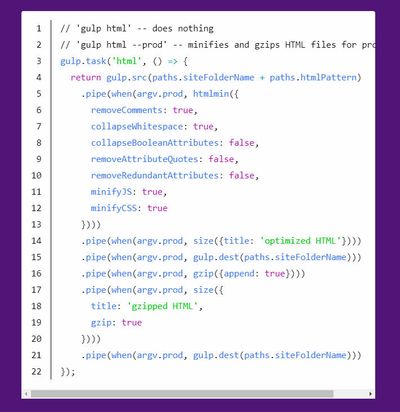 1 // 'gulp html' -- does nothing
2 // 'gulp html --prod' -- minifies and gzips HTML files for
3 gulp.task('html', () => {
4 return gulp.src(paths.siteFolderName + paths.htmlPattern)
5 .pipe(when(argv.prod, htmlmin({
6 removeComments: true,
7 collapseWhitespace: true,
8 collapseBooleanAttributes: false,
9 removeAttributeQuotes: false,
10 removeRedundantAttributes: false,
11 minifyJS: true,
12 minifyCSS: true
13 })))
14 .pipe(when(argv.prod, size({title: 'optimized HTML'})))
15 .pipe(when(argv.prod, gulp.dest(paths.siteFolderName)))
16 .pipe(when(argv.prod, gzip({append: true})))
17 .pipe(when(argv.prod, size({
18 title: 'gzipped HTML',
19 gzip: true
20 })))
21 .pipe(when(argv.prod, gulp.dest(paths.siteFolderName)))
22 });